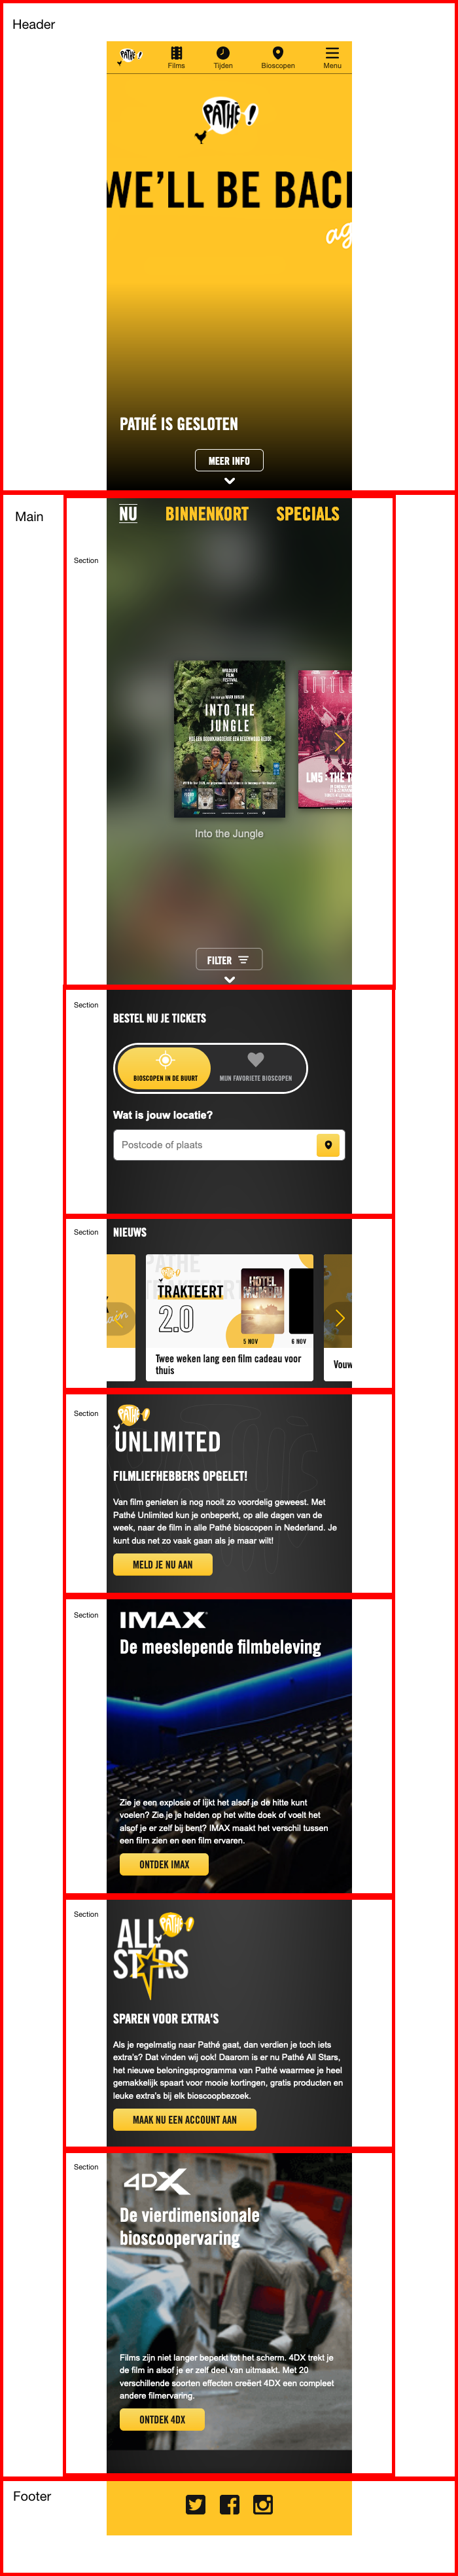 Header
PATHÉ!
Films
Tijden
Bioscopen
Menu
PATHÉ!
WE'LL BE BACK
ag
PATHÉ IS GESLOTEN
MEER INFO
Main
NU
BINNENKORT
SPECIALS
Section
WILDLIFE
FILM
FESTIVAL
INTO THE
JUNGLE
LITTLE
LM5 : THE T
Into the Jungle
FILTER
Section
BESTEL NU JE TICKETS
BIOSCOPEN IN DE BUURT
MIJN FAVORIETE BIOSCOPEN
Wat is jouw locatie?
Postcode of plaats
Section
NIEUWS
PATHE
TRAKTEERT
TRAKTEERT
2.0
HOTEL
5 NOV
6 NOV
Twee weken lang een film cadeau voor
thuis
Vouw
Section
PATHÉ!
UNLIMITED
FILMLIEFHEBBERS OPGELET!
Van film genieten is nog nooit zo voordelig geweest. Met
Pathé Unlimited kun je onbeperkt, op alle dagen van de
week, naar de film in alle Pathé bioscopen in Nederland. Je
kunt dus net zo vaak gaan als je maar wilt!
MELD JE NU AAN
Section
IMAX
De meeslepende filmbeleving
Zie je een explosie of lijkt het alsof je de hitte kunt
voelen? Zie je je helden op het witte doek of voelt het
alsof je er zelf bij bent? IMAX maakt het verschil tussen
een film zien en een film ervaren.
ONTDEK IMAX
Section
PATHÉ!
ALL
STARS
SPAREN VOOR EXTRA'S
Als je regelmatig naar Pathé gaat, dan verdien je toch iets
extra's? Dat vinden wij ook! Daarom is er nu Pathé All Stars,
het nieuwe beloningsprogramma van Pathé waarmee je heel
gemakkelijk spaart voor mooie kortingen, gratis producten en
leuke extra's bij elk bioscoopbezoek.
MAAK NU EEN ACCOUNT AAN
Section
4DX
De vierdimensionale
bioscoopervaring
Films zijn niet langer beperkt tot het scherm. 4DX trekt je
de film in alsof je er zelf deel van uitmaakt. Met 20
verschillende soorten effecten creëert 4DX een compleet
andere filmervaring.
ONTDEK 4DX
Footer